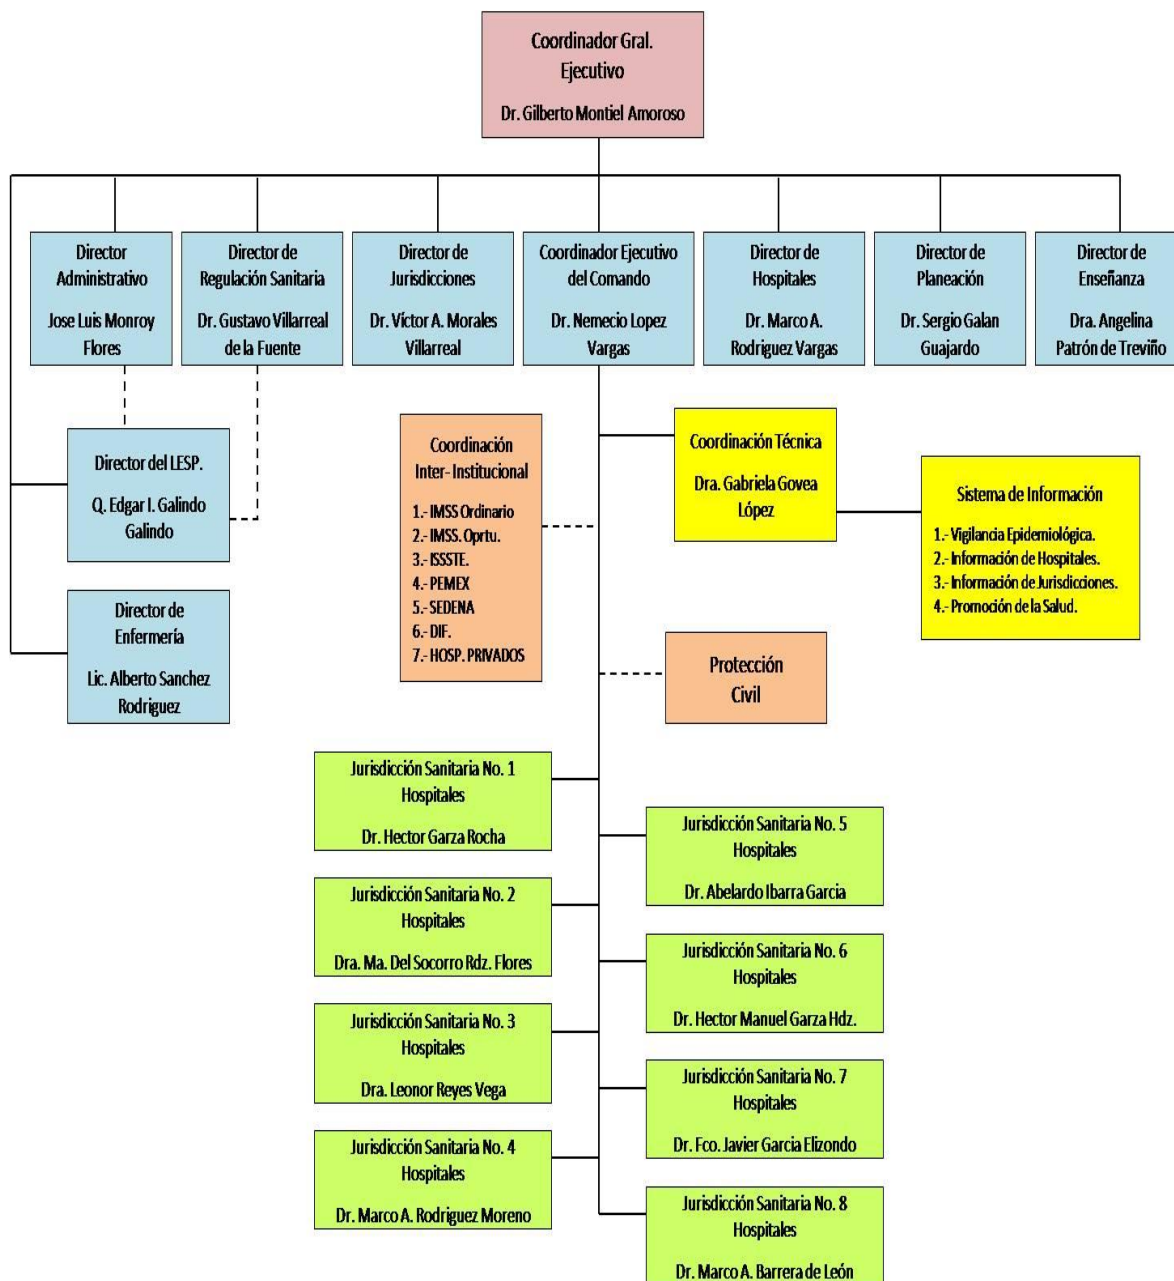 Coordinador Gral.
Ejecutivo
Dr. Gilberto Montiel Amoroso
Director
Administrativo
Jose Luis Monroy
Flores
Director de
Regulación Sanitaria
Dr. Gustavo Villarreal
de la Fuente
Director de
Jurisdicciones
Dr. Víctor A. Morales
Villarreal
Coordinador Ejecutivo
del Comando
Dr. Nemecio Lopez
Vargas
Director de
Hospitales
Dr. Marco A.
Rodriguez Vargas
Director de
Planeación
Dr. Sergio Galan
Guajardo
Director de
Enseñanza
Dra. Angelina
Patrón de Treviño
Director del LESP.
Q. Edgar I. Galindo
Galindo
Director de
Enfermería
Lic. Alberto Sanchez
Rodriguez
Coordinación
Inter- Institucional
1.- IMSS Ordinario
2.- IMSS. Oprtu.
3.- ISSSTE.
4.- PEMEX
5.- SEDENA
6.- DIF.
7.- HOSP. PRIVADOS
Coordinación Técnica
Dra. Gabriela Govea
López
Sistema de Información
1.- Vigilancia Epidemiológica.
2.- Información de Hospitales.
3.- Información de Jurisdicciones.
4.- Promoción de la Salud.
Protección
Civil
Jurisdicción Sanitaria No. 1
Hospitales
Dr. Hector Garza Rocha
Jurisdicción Sanitaria No. 5
Hospitales
Dr. Abelardo Ibarra Garcia
Jurisdicción Sanitaria No. 2
Hospitales
Dra. Ma. Del Socorro Rdz. Flores
Jurisdicción Sanitaria No. 6
Hospitales
Dr. Hector Manuel Garza Hdz.
Jurisdicción Sanitaria No. 3
Hospitales
Dra. Leonor Reyes Vega
Jurisdicción Sanitaria No. 7
Hospitales
Dr. Fco. Javier Garcia Elizondo
Jurisdicción Sanitaria No. 4
Hospitales
Dr. Marco A. Rodriguez Moreno
Jurisdicción Sanitaria No. 8
Hospitales
Dr. Marco A. Barrera de León